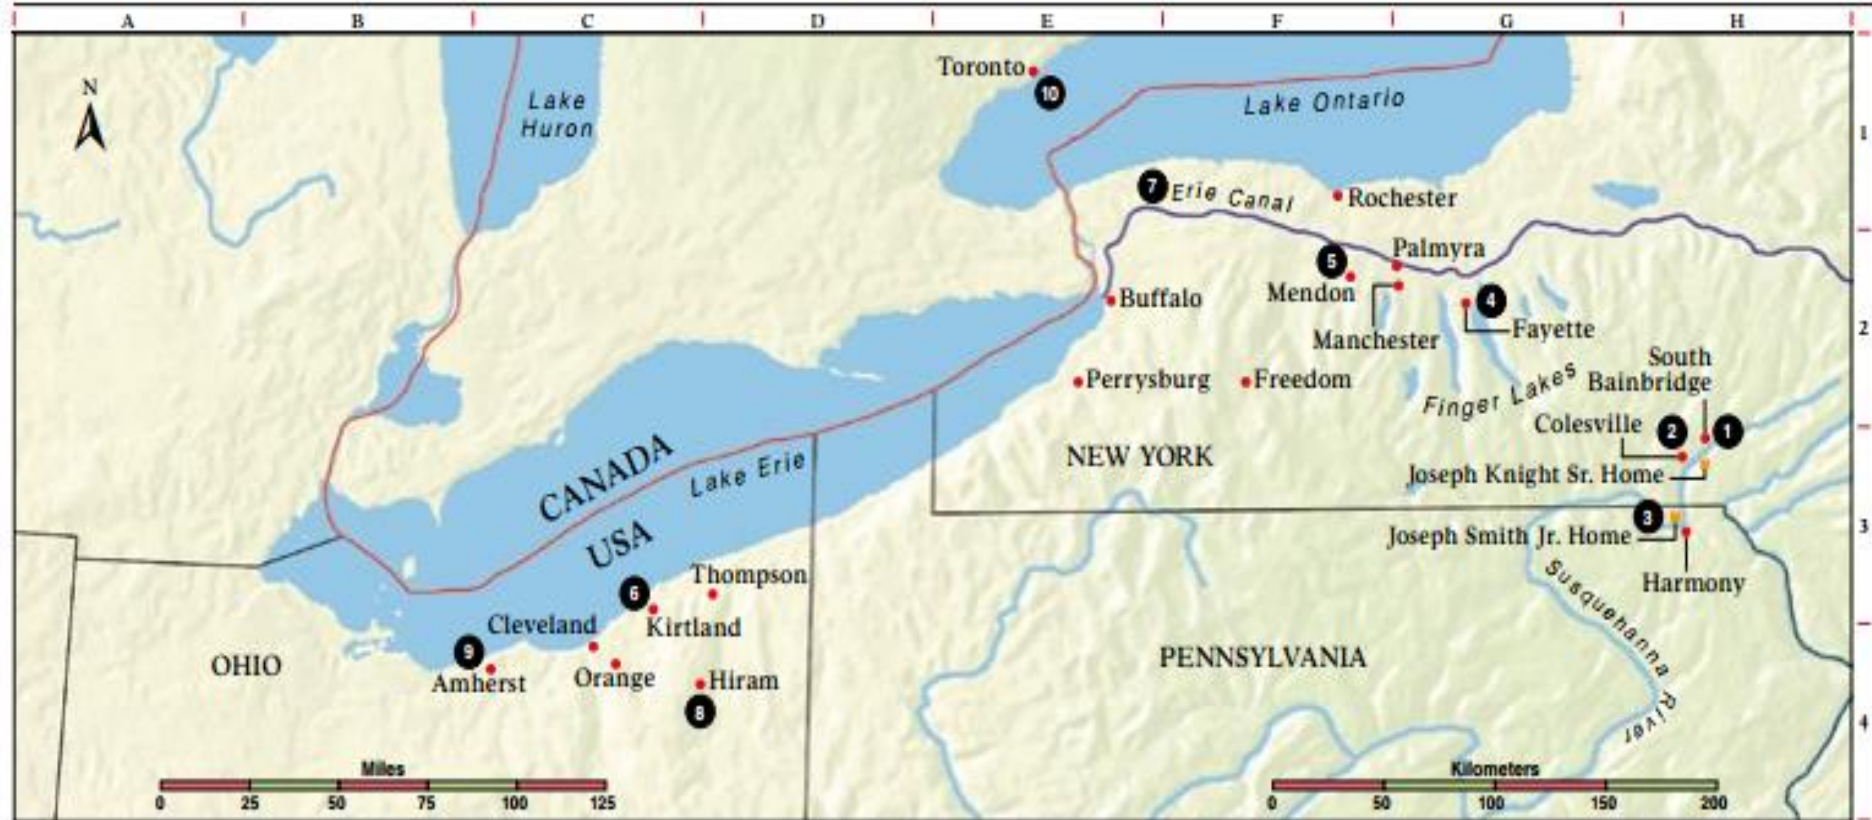 A B C D E F G H
N
Toronto
10
Lake
Huron
Lake Ontario
1
7
Erie Canal
Rochester
5
Palmyra
Mendon
Buffalo
4
Manchester
Fayette
2
South
Bainbridge
Perrysburg
Freedom
Finger Lakes
Colesville
2
1
CANADA
Lake Erie
NEW YORK
Joseph Knight Sr. Home
3
Joseph Smith Jr. Home
3
USA
Harmony
Thompson
6
Kirtland
Susquehanna River
Cleveland
OHIO
9
Amherst
Orange
Hiram
8
PENNSYLVANIA
4
Miles
0 25 50 75 100 125
Kilometers
0 50 100 150 200